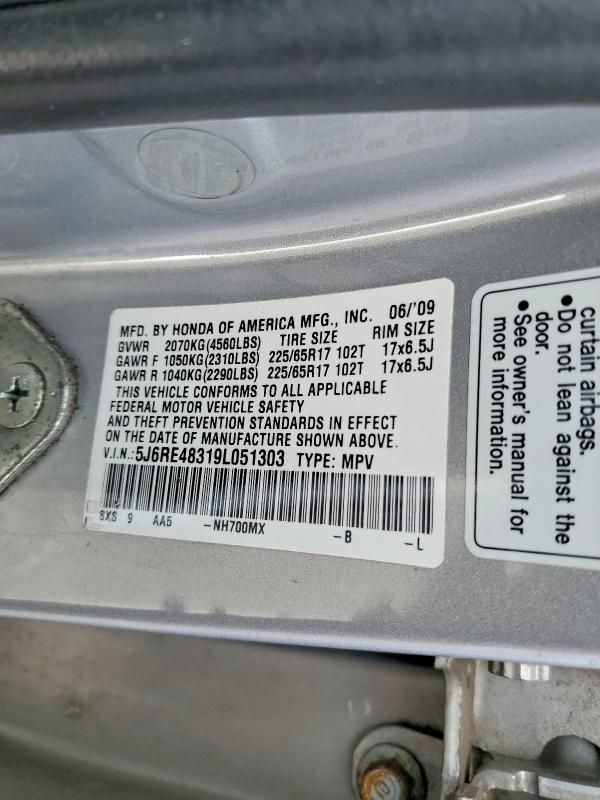 MFD. BY HONDA OF AMERICA MFG., INC. 06/'09
GVWR 2070KG(4560LBS) TIRE SIZE RIM SIZE
GAWR F 1050KG(2310LBS) 225/65R17 102T 17x6.5J
GAWR R 1040KG(2290LBS) 225/65R17 102T 17x6.5J
THIS VEHICLE CONFORMS TO ALL APPLICABLE
FEDERAL MOTOR VEHICLE SAFETY
AND THEFT PREVENTION STANDARDS IN EFFECT
ON THE DATE OF MANUFACTURE SHOWN ABOVE.
V.I.N.:5J6RE48319L051303 TYPE: MPV
SXS 9 AA5 -NH700MX -B -L
curtain airbags.
•Do not lean against the
door.
•See owner's manual for
more information.